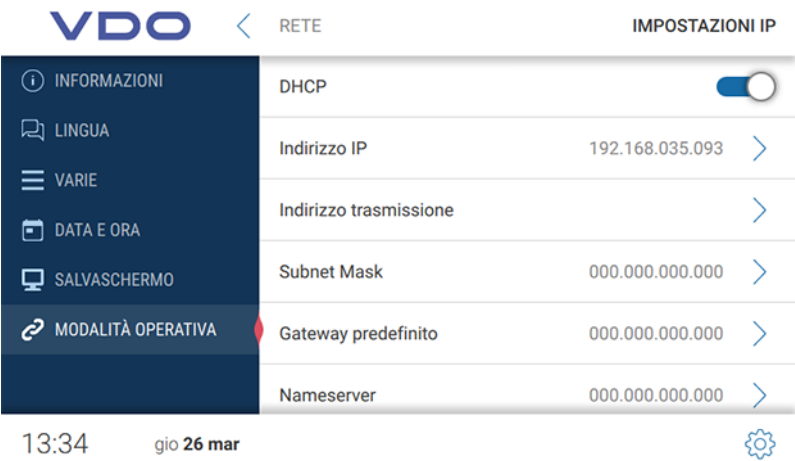 VDO
RETE
IMPOSTAZIONI IP
INFORMAZIONI
LINGUA
VARIE
DATA E ORA
SALVASCHERMO
MODALITÀ OPERATIVA
DHCP
Indirizzo IP 192.168.035.093
Indirizzo trasmissione
Subnet Mask 000.000.000.000
Gateway predefinito 000.000.000.000
Nameserver 000.000.000.000
13:34 gio 26 mar